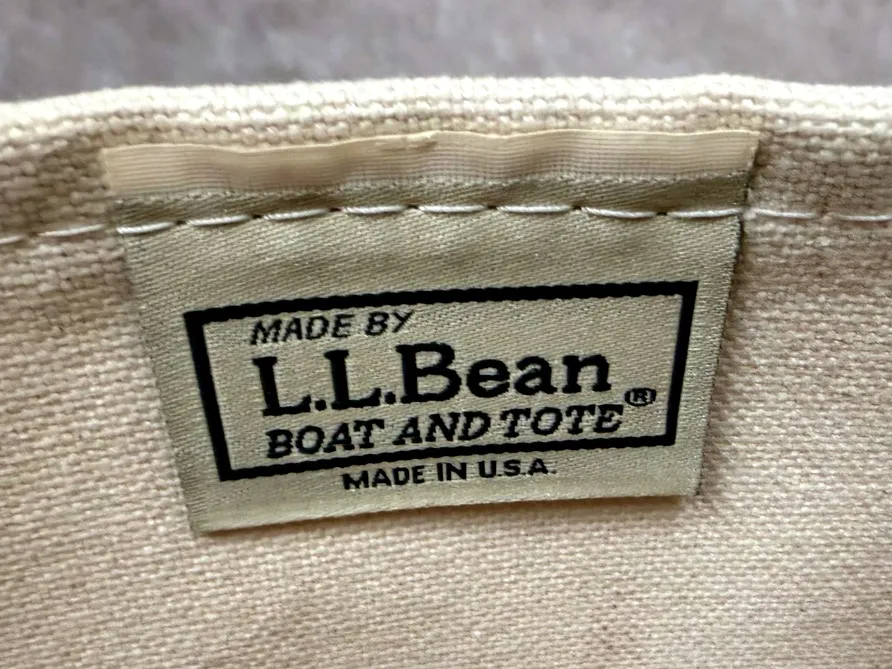 MADE BY
L.L.Bean
BOAT AND TOTE®
MADE IN U.S.A.